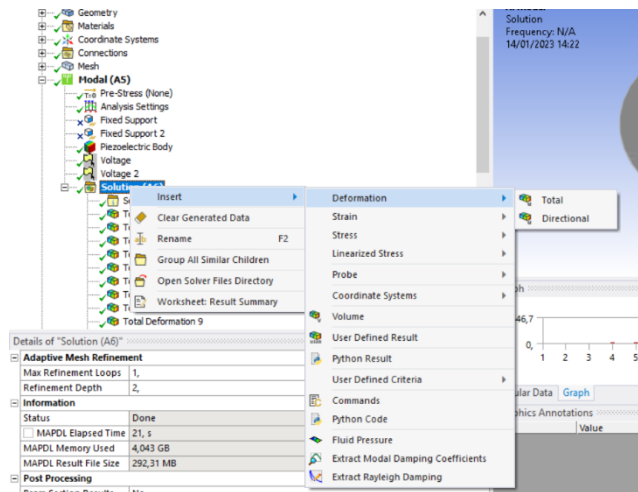 Geometry
Materials
Coordinate Systems
Connections
Mesh
Modal (A5)
Pre-Stress (None)
Analysis Settings
Fixed Support
Fixed Support 2
Piezoelectric Body
Voltage
Voltage 2
Solution (A6)
Total Deformation 9
Insert
Clear Generated Data
Rename F2
Group All Similar Children
Open Solver Files Directory
Worksheet: Result Summary
Deformation
Strain
Stress
Linearized Stress
Probe
Coordinate Systems
Volume
User Defined Result
Python Result
User Defined Criteria
Commands
Python Code
Fluid Pressure
Extract Modal Damping Coefficients
Extract Rayleigh Damping
Total
Directional
Solution
Frequency: N/A
14/01/2023 14:22
46,7
0,
1 2 3 4 5
Graph
Value
Details of "Solution (A6)"
Adaptive Mesh Refinement
Max Refinement Loops 1,
Refinement Depth 2,
Information
Status Done
MAPDL Elapsed Time 21, s
MAPDL Memory Used 4,043 GB
MAPDL Result File Size 292,31 MB
Post Processing